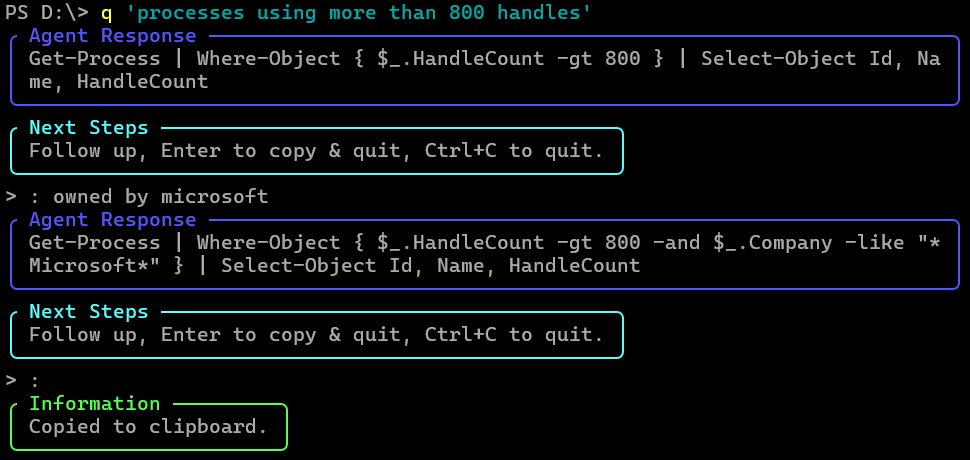 PS D:\> q 'processes using more than 800 handles'
Agent Response
Get-Process | Where-Object { $_.HandleCount -gt 800 } | Select-Object Id, Na
me, HandleCount
Next Steps
Follow up, Enter to copy & quit, Ctrl+C to quit.
> : owned by microsoft
Agent Response
Get-Process | Where-Object { $_.HandleCount -gt 800 -and $_.Company -like "*
Microsoft*" } | Select-Object Id, Name, HandleCount
Next Steps
Follow up, Enter to copy & quit, Ctrl+C to quit.
> :
Information
Copied to clipboard.